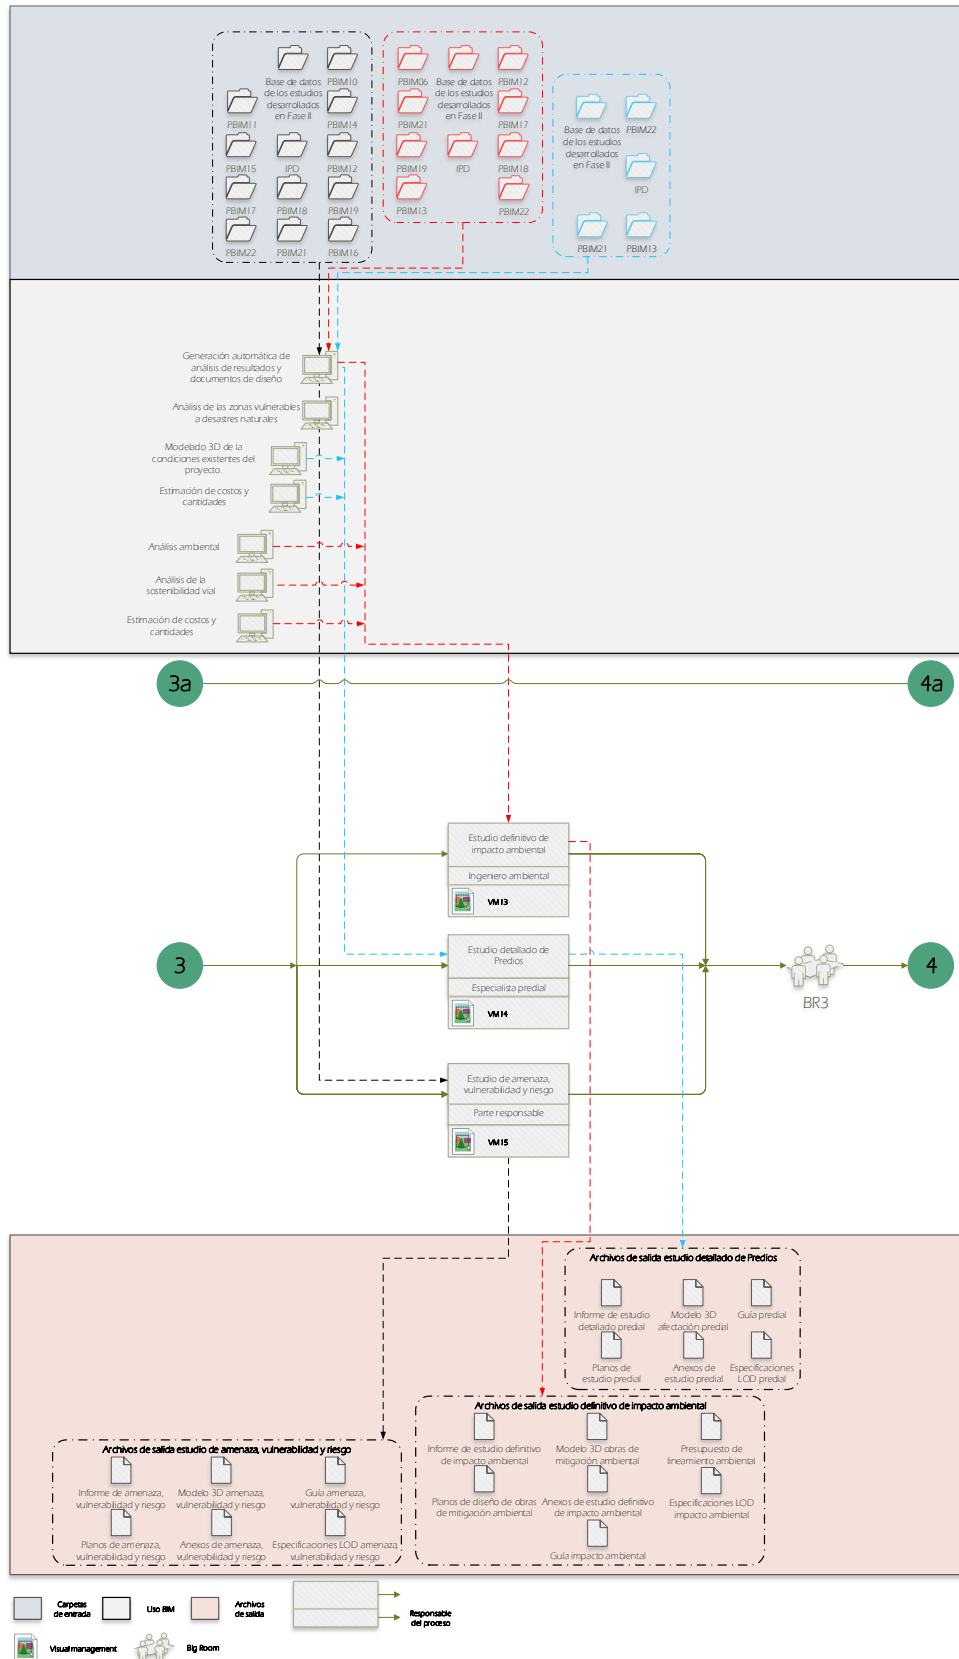 Base de datos
de los estudios
desarrollados
en Fase II
PBIM10
PBIM11
PBIM14
PBIM15
IPD
PBIM12
PBIM17
PBIM18
PBIM19
PBIM22
PBIM21
PBIM16
PBIM06
Base de datos
de los estudios
desarrollados
en Fase II
PBIM12
PBIM21
PBIM17
PBIM19
IPD
PBIM18
PBIM13
PBIM22
Base de datos
de los estudios
desarrollados
en Fase II
PBIM22
IPD
PBIM21
PBIM13
Generación automática de
análisis de resultados y
documentos de diseño
Análisis de las zonas vulnerables
a desastres naturales
Modelado 3D de la
condiciones existentes del
proyecto.
Estimación de costos y
cantidades
Análisis ambiental
Análisis de la
sostenibilidad vial
Estimación de costos y
cantidades
3a
4a
Estudio definitivo de
impacto ambiental
Ingeniero ambiental
VM13
3
Estudio detallado de
Predios
Especialista predial
VM14
BR3
4
Estudio de amenaza,
vulnerabilidad y riesgo
Parte responsable
VM15
Archivos de salida estudio detallado de Predios
Informe de estudio
detallado predial
Modelo 3D
afectación predial
Guía predial
Planos de
estudio predial
Anexos de
estudio predial
Especificaciones
LOD predial
Archivos de salida estudio definitivo de impacto ambiental
Informe de estudio definitivo
de impacto ambiental
Modelo 3D obras de
mitigación ambiental
Presupuesto de
lineamiento ambiental
Planos de diseño de obras
de mitigación ambiental
Anexos de estudio definitivo
de impacto ambiental
Especificaciones LOD
impacto ambiental
Guía impacto ambiental
Archivos de salida estudio de amenaza, vulnerabilidad y riesgo
Informe de amenaza,
vulnerabilidad y riesgo
Modelo 3D amenaza,
vulnerabilidad y riesgo
Guía amenaza,
vulnerabilidad y riesgo
Planos de amenaza,
vulnerabilidad y riesgo
Anexos de amenaza,
vulnerabilidad y riesgo
Especificaciones LOD amenaza,
vulnerabilidad y riesgo
Carpetas
de entrada
Uso BIM
Archivos
de salida
Responsable
del proceso
Visual management
Big Room